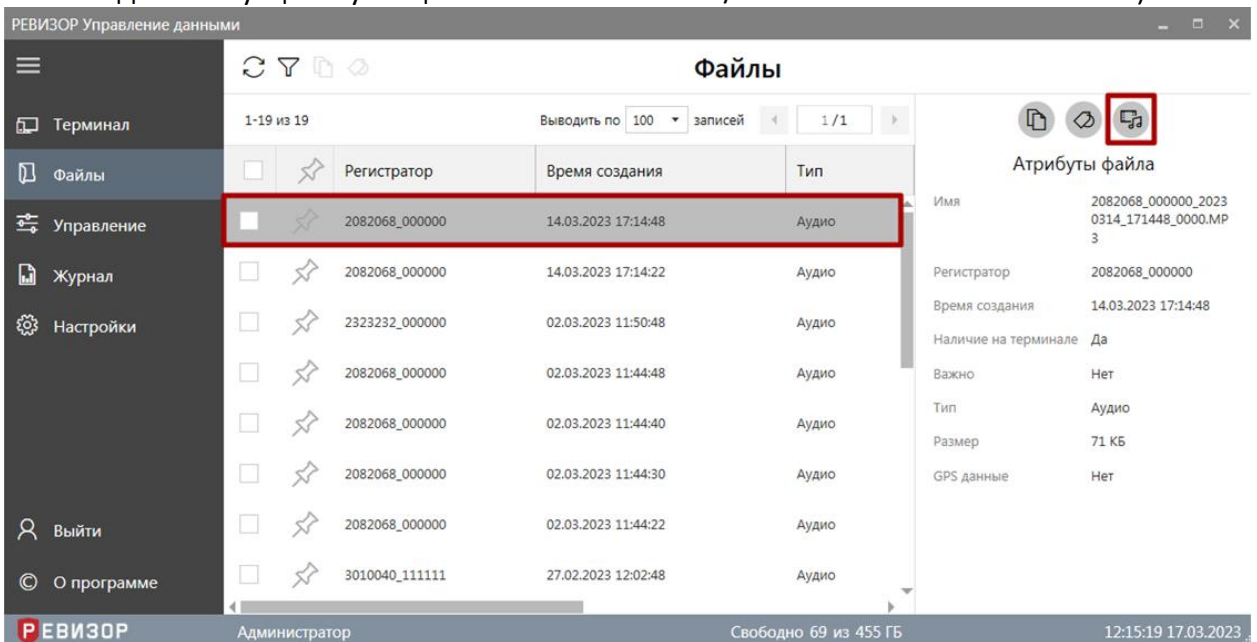 РЕВИЗОР Управление данными
Файлы
Терминал
Файлы
Управление
Журнал
Настройки
Выйти
О программе
1-19 из 19
Выводить по 100 записей
1/1
Регистратор Время создания Тип
2082068_000000 14.03.2023 17:14:48 Аудио
2082068_000000 14.03.2023 17:14:22 Аудио
2323232_000000 02.03.2023 11:50:48 Аудио
2082068_000000 02.03.2023 11:44:48 Аудио
2082068_000000 02.03.2023 11:44:40 Аудио
2082068_000000 02.03.2023 11:44:30 Аудио
2082068_000000 02.03.2023 11:44:22 Аудио
3010040_111111 27.02.2023 12:02:48 Аудио
Атрибуты файла
Имя 2082068_000000_2023
0314_171448_0000.MP
3
Регистратор 2082068_000000
Время создания 14.03.2023 17:14:48
Наличие на терминале Да
Важно Нет
Тип Аудио
Размер 71 КБ
GPS данные Нет
РЕВИЗОР Администратор Свободно 69 из 455 ГБ 12:15:19 17.03.2023